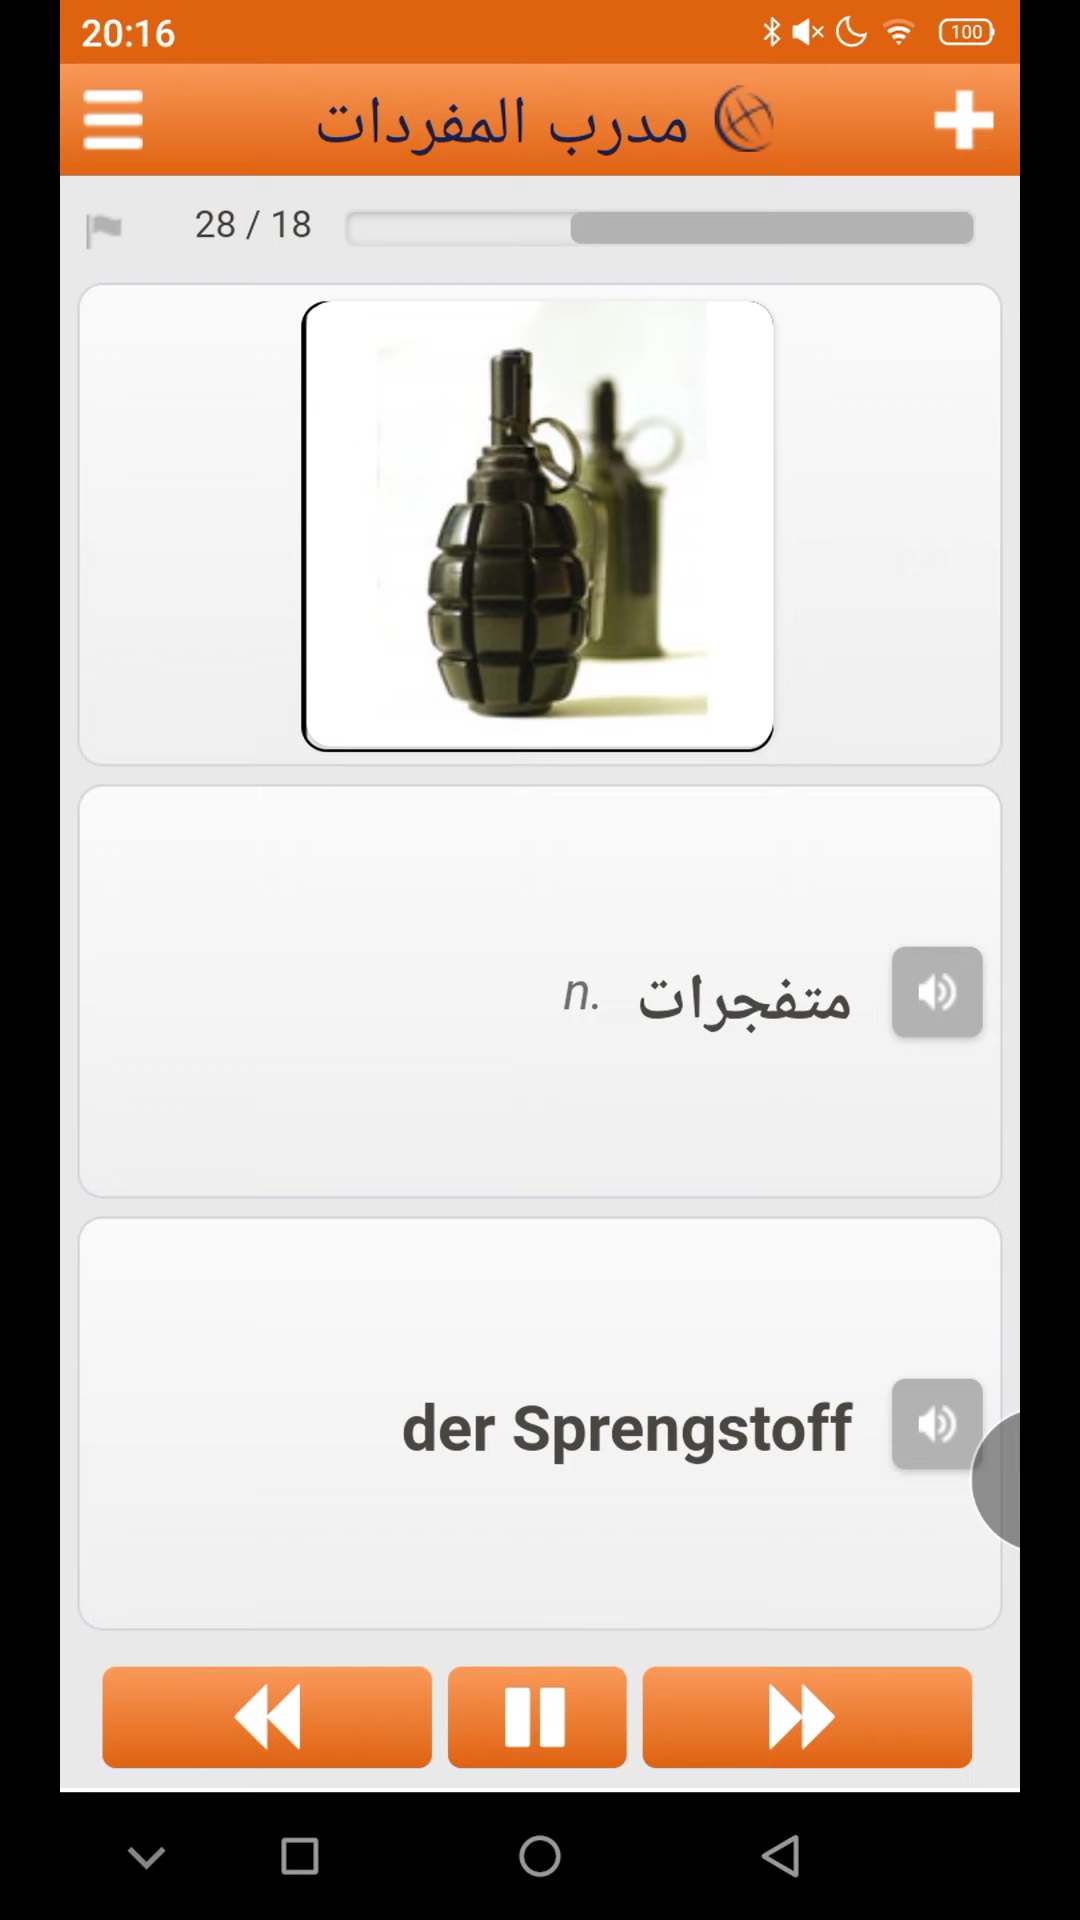 20:16
100
مدرب المفردات
28 / 18
متفجرات n.
der Sprengstoff